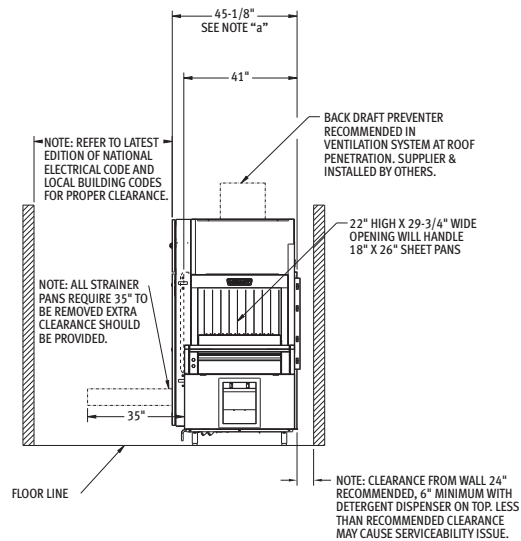 45-1/8"
SEE NOTE “a”
41"
BACK DRAFT PREVENTER
RECOMMENDED IN
VENTILATION SYSTEM AT ROOF
PENETRATION. SUPPLIER &
INSTALLED BY OTHERS.
NOTE: REFER TO LATEST
EDITION OF NATIONAL
ELECTRICAL CODE AND
LOCAL BUILDING CODES
FOR PROPER CLEARANCE.
22" HIGH X 29-3/4" WIDE
OPENING WILL HANDLE
18" X 26" SHEET PANS
NOTE: ALL STRAINER
PANS REQUIRE 35" TO
BE REMOVED EXTRA
CLEARANCE SHOULD
BE PROVIDED.
35"
FLOOR LINE
NOTE: CLEARANCE FROM WALL 24"
RECOMMENDED, 6" MINIMUM WITH
DETERGENT DISPENSER ON TOP. LESS
THAN RECOMMENDED CLEARANCE
MAY CAUSE SERVICEABILITY ISSUE.